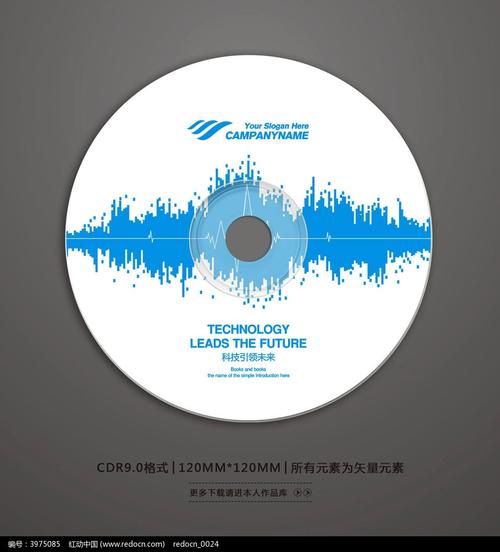 Your Slogan Here
CAMPANYNAME
TECHNOLOGY
LEADS THE FUTURE
科技引领未来
Books and books
the name of the simple introduction here
CDR9.0格式|120MM*120MM|所有元素为矢量元素
更多下载请进本人作品库 》》
编号：3975085 红动中国 (www.redocn.com) redocn_0024